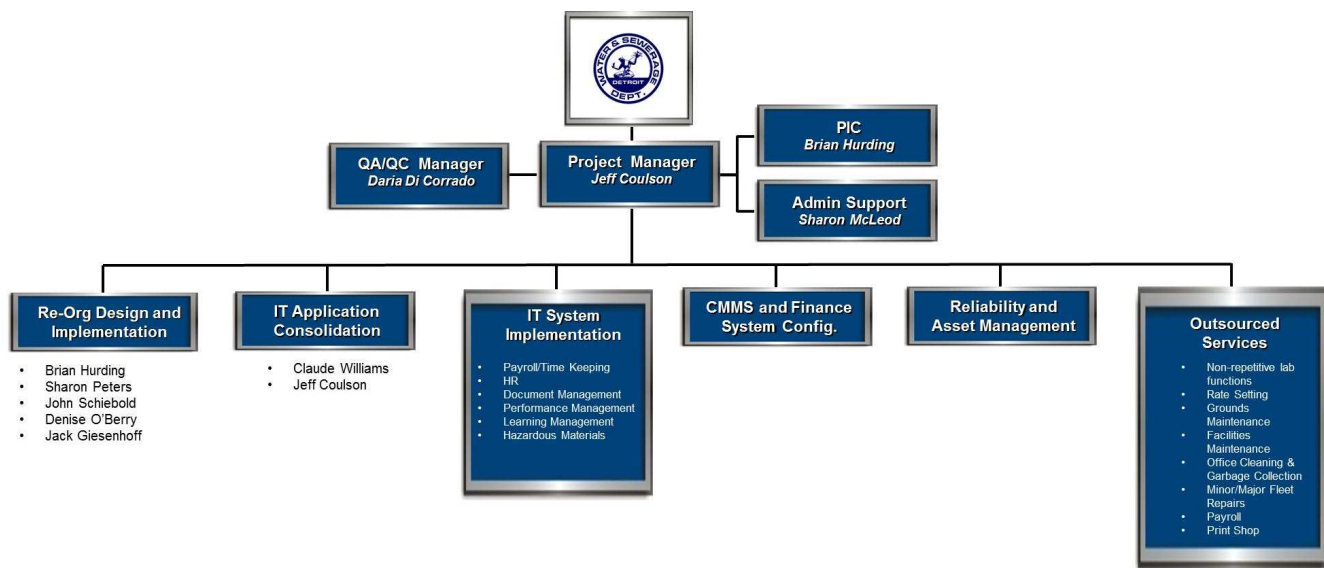 WATER & SEWERAGE
DETROIT
DEPT.
PIC
Brian Hurding
QA/QC Manager
Daria Di Corrado
Project Manager
Jeff Coulson
Admin Support
Sharon McLeod
Re-Org Design and
Implementation
• Brian Hurding
• Sharon Peters
• John Schiebold
• Denise O'Berry
• Jack Giesenhoff
IT Application
Consolidation
• Claude Williams
• Jeff Coulson
IT System
Implementation
• Payroll/Time Keeping
• HR
• Document Management
• Performance Management
• Learning Management
• Hazardous Materials
CMMS and Finance
System Config.
Reliability and
Asset Management
Outsourced
Services
• Non-repetitive lab
functions
• Rate Setting
• Grounds
Maintenance
• Facilities
Maintenance
• Office Cleaning &
Garbage Collection
• Minor/Major Fleet
Repairs
• Payroll
• Print Shop